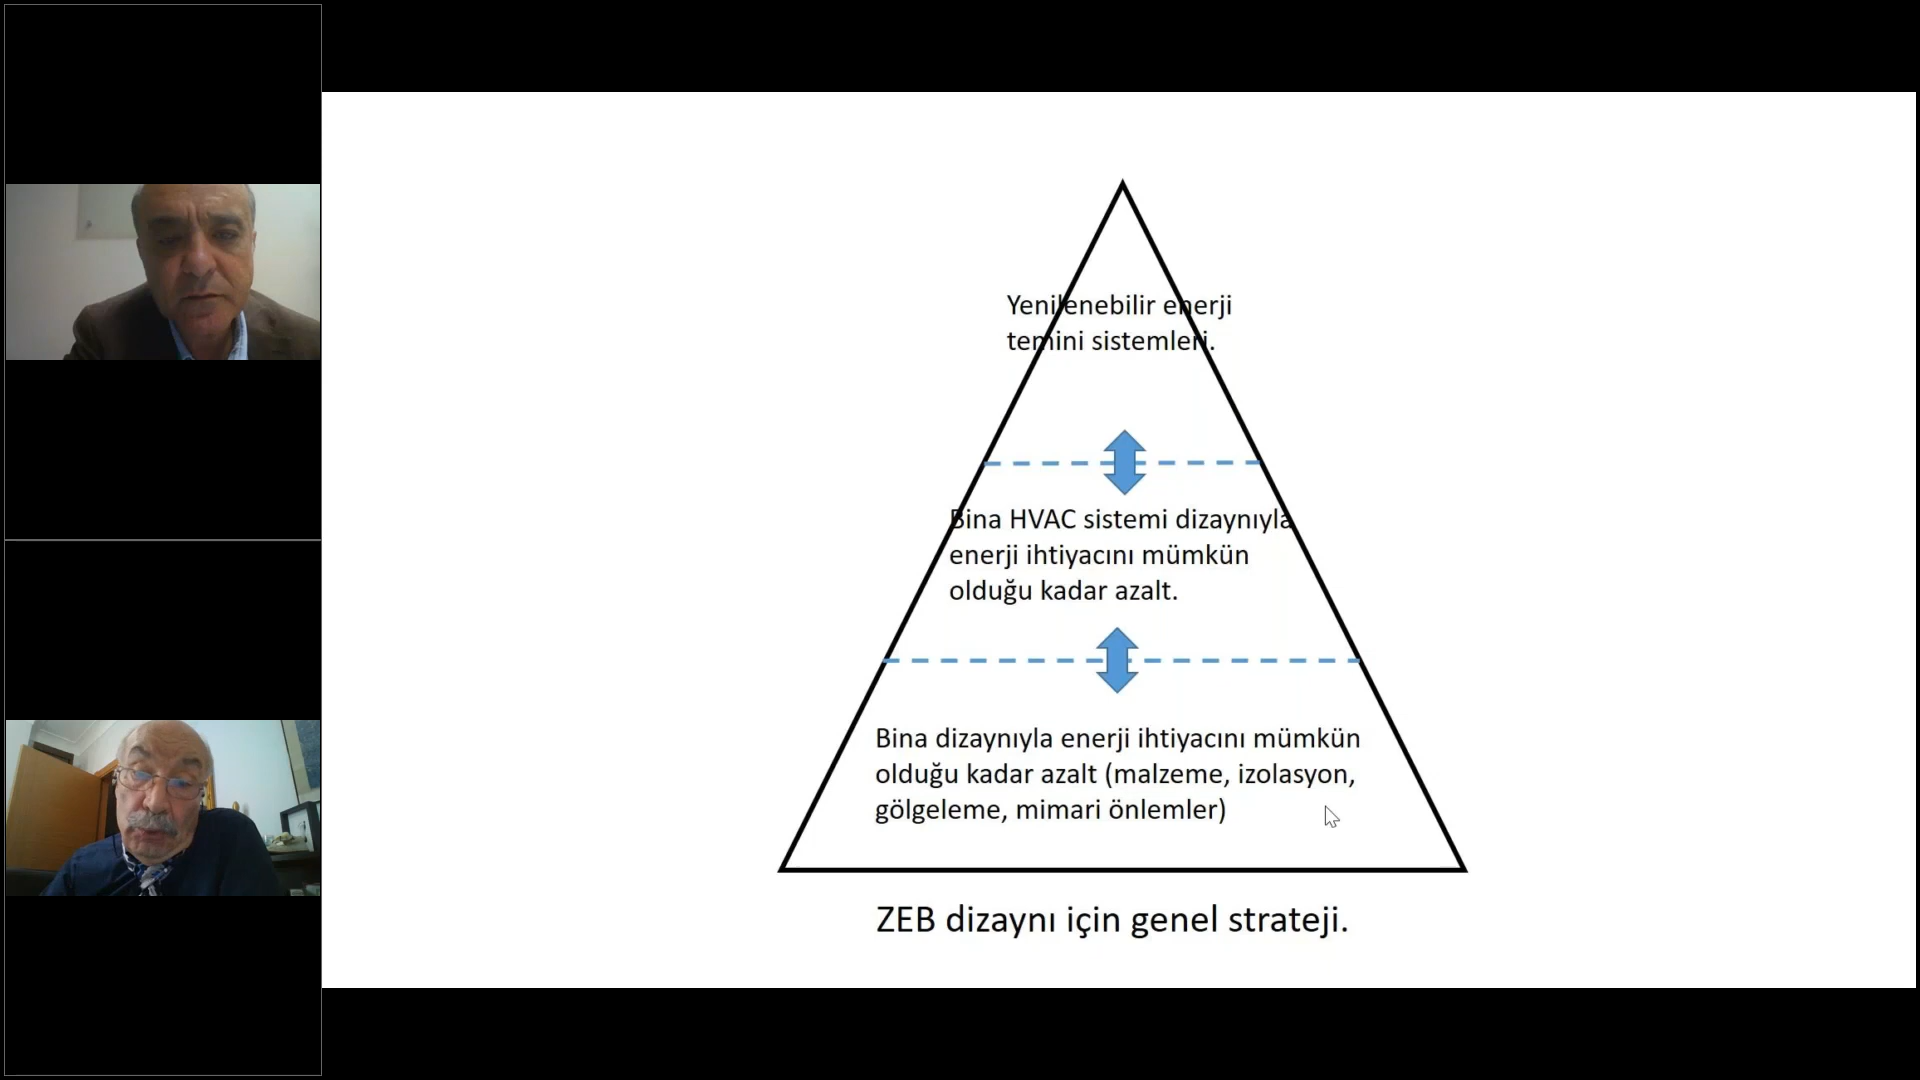 Yenilenebilir enerji
temini sistemleri.
Bina HVAC sistemi dizaynıyla
enerji ihtiyacını mümkün
olduğu kadar azalt.
Bina dizaynıyla enerji ihtiyacını mümkün
olduğu kadar azalt (malzeme, izolasyon,
gölgeleme, mimari önlemler)
ZEB dizaynı için genel strateji.